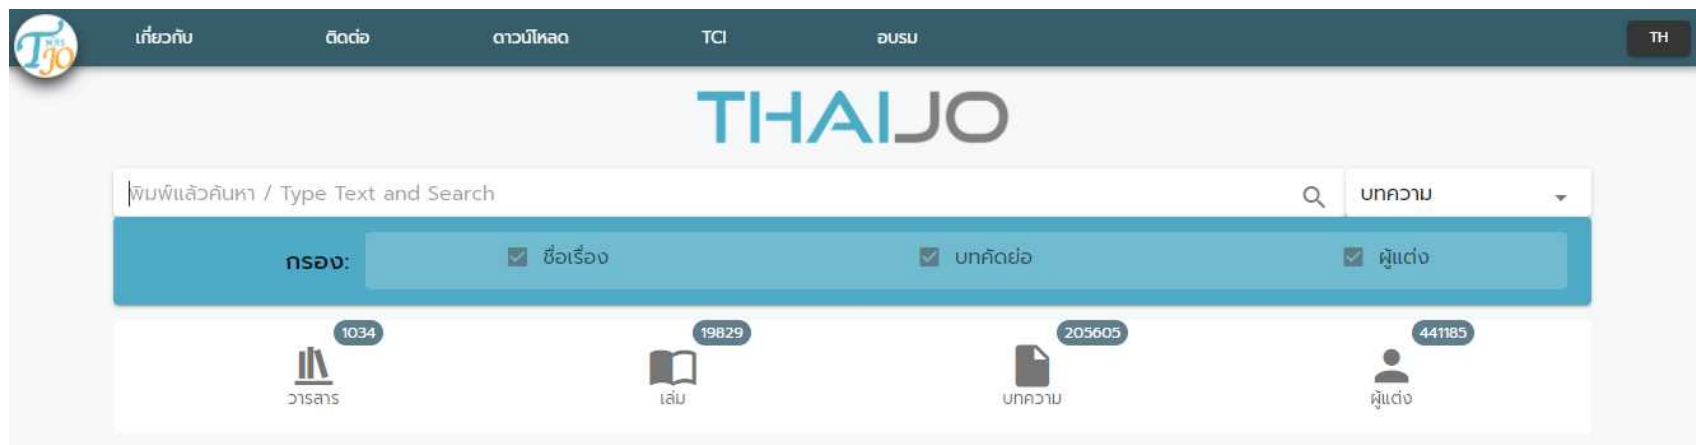 เกี่ยวกับ ติดต่อ ดาวน์โหลด TCI อบรม TH
THAIJO
พิมพ์แล้วค้นหา / Type Text and Search บทความ
กรอง: ชื่อเรื่อง บทคัดย่อ ผู้แต่ง
1034 19829 205605 441185
วารสาร เล่ม บทความ ผู้แต่ง